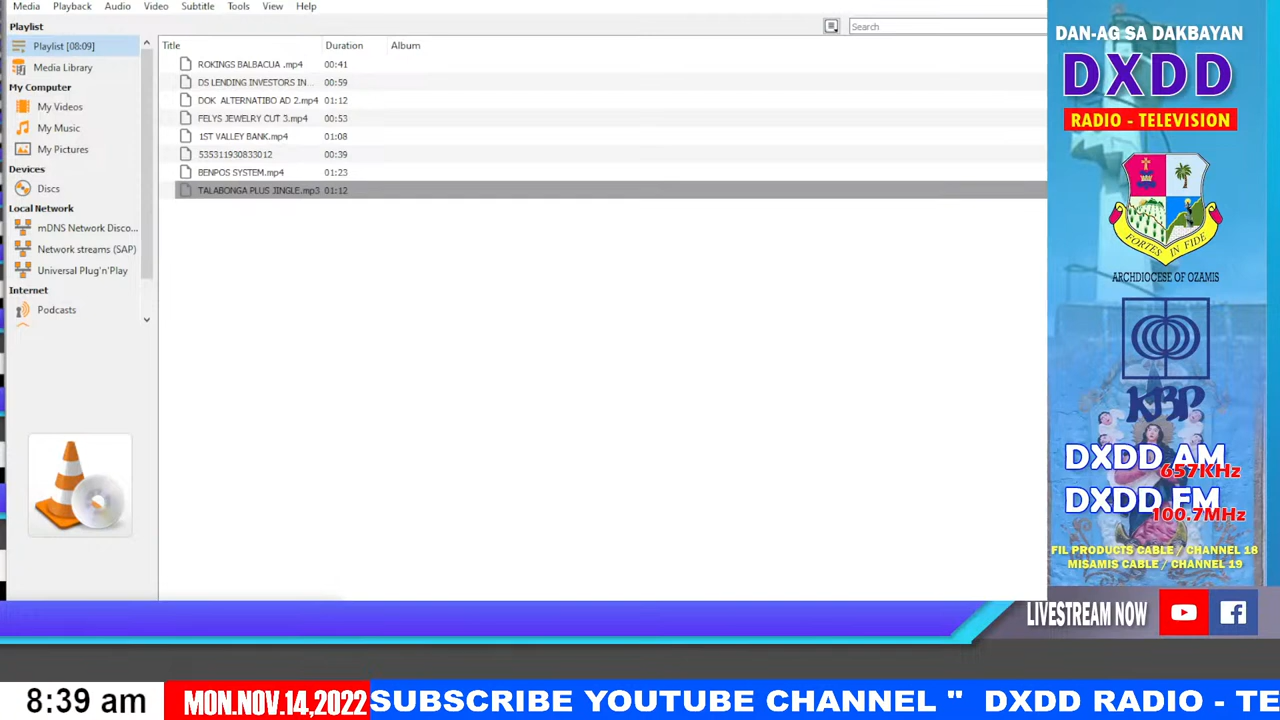 Media Playback Audio Video Subtitle Tools View Help
Playlist
Search
Playlist [08:09]
Media Library
My Computer
My Videos
My Music
My Pictures
Devices
Discs
Local Network
mDNS Network Disco...
Network streams (SAP)
Universal Plug'n'Play
Internet
Podcasts
Title Duration Album
ROKINGS BALBACUA .mp4 00:41
DS LENDING INVESTORS IN... 00:59
DOK ALTERNATIBO AD 2.mp4 01:12
FELYS JEWELRY CUT 3.mp4 00:53
1ST VALLEY BANK.mp4 01:08
535311930833012 00:39
BENPOS SYSTEM.mp4 01:23
TALABONGA PLUS JINGLE.mp3 01:12
DAN-AG SA DAKBAYAN
DXDD
RADIO - TELEVISION
FORTES IN FIDE
ARCHDIOCESE OF OZAMIS
KBP
DXDD AM
657KHz
DXDD FM
100.7MHz
FIL PRODUCTS CABLE / CHANNEL 18
MISAMIS CABLE / CHANNEL 19
LIVESTREAM NOW
8:39 am MON.NOV.14,2022 SUBSCRIBE YOUTUBE CHANNEL " DXDD RADIO - TE